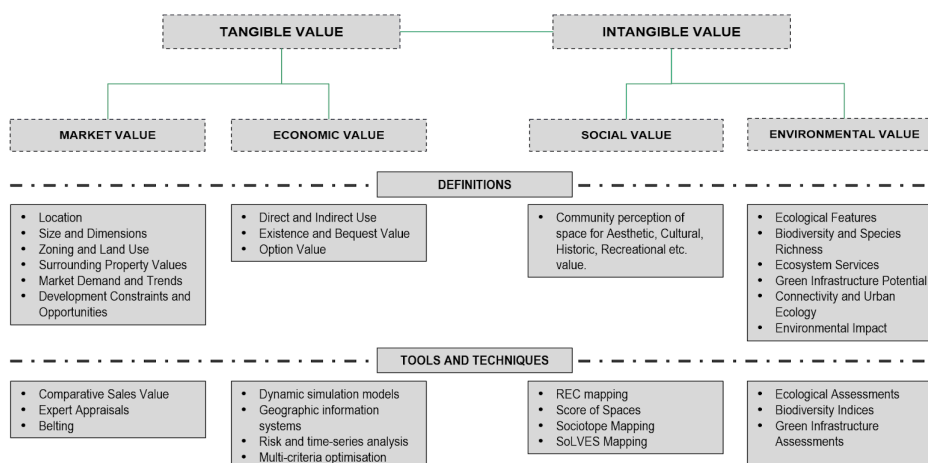 TANGIBLE VALUE
INTANGIBLE VALUE
MARKET VALUE
ECONOMIC VALUE
SOCIAL VALUE
ENVIRONMENTAL VALUE
DEFINITIONS
• Location
• Size and Dimensions
• Zoning and Land Use
• Surrounding Property Values
• Market Demand and Trends
• Development Constraints and
Opportunities
• Direct and Indirect Use
• Existence and Bequest Value
• Option Value
• Community perception of
space for Aesthetic, Cultural,
Historic, Recreational etc.
value.
• Ecological Features
• Biodiversity and Species
Richness
• Ecosystem Services
• Green Infrastructure Potential
• Connectivity and Urban
Ecology
• Environmental Impact
TOOLS AND TECHNIQUES
• Comparative Sales Value
• Expert Appraisals
• Belting
• Dynamic simulation models
• Geographic information
systems
• Risk and time-series analysis
• Multi-criteria optimisation
• REC mapping
• Score of Spaces
• Sociotope Mapping
• SoLVES Mapping
• Ecological Assessments
• Biodiversity Indices
• Green Infrastructure
Assessments